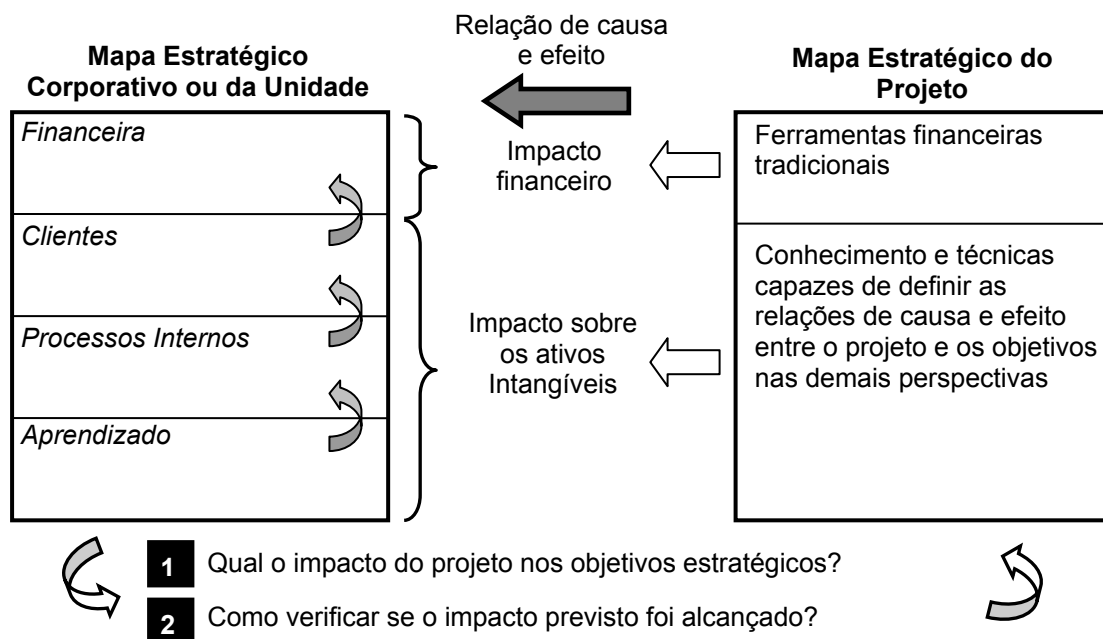 Mapa Estratégico
Corporativo ou da Unidade
Relação de causa
e efeito
Mapa Estratégico do
Projeto
Financeira
Clientes
Processos Internos
Aprendizado
Impacto
financeiro
Impacto sobre
os ativos
Intangíveis
Ferramentas financeiras
tradicionais
Conhecimento e técnicas
capazes de definir as
relações de causa e efeito
entre o projeto e os objetivos
nas demais perspectivas
1 Qual o impacto do projeto nos objetivos estratégicos?
2 Como verificar se o impacto previsto foi alcançado?